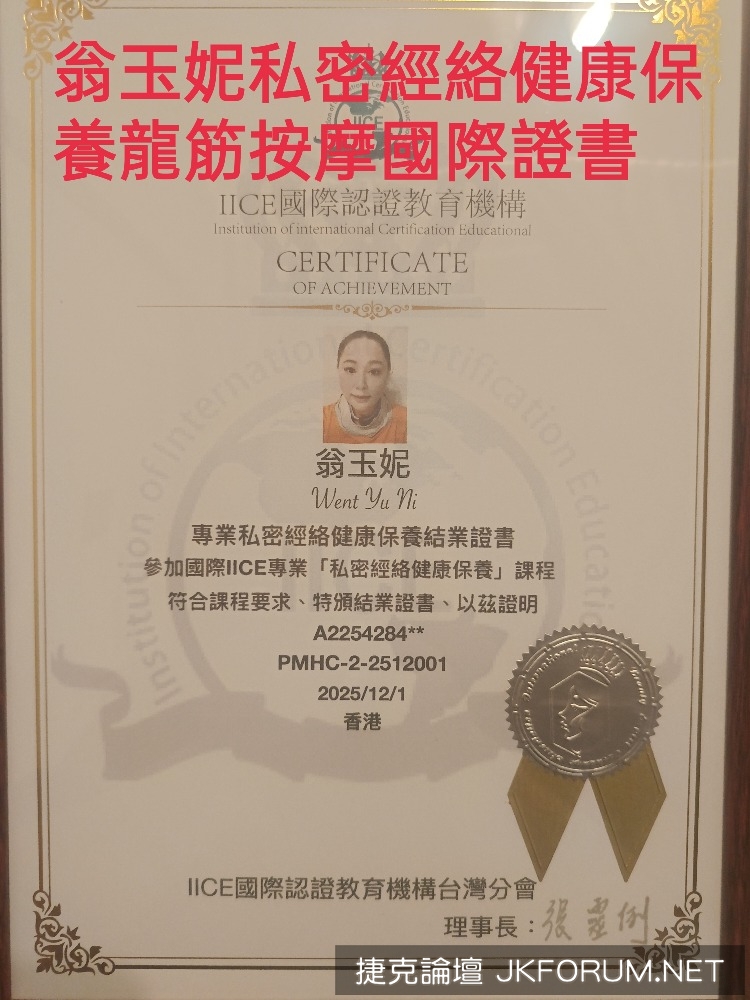 翁玉妮私密經絡健康保
養龍筋按摩國際證書
IICE
IICE國際認證教育機構
Institution of international Certification Educational
CERTIFICATE
OF ACHIEVEMENT
翁玉妮
Went Yu Ni
專業私密經絡健康保養結業證書
參加國際IICE專業「私密經絡健康保養」課程
符合課程要求、特頒結業證書、以茲證明
A2254284**
PMHC-2-2512001
2025/12/1
香港
IICE國際認證教育機構台灣分會
理事長：張靈俐
捷克論壇 JKFORUM.NET